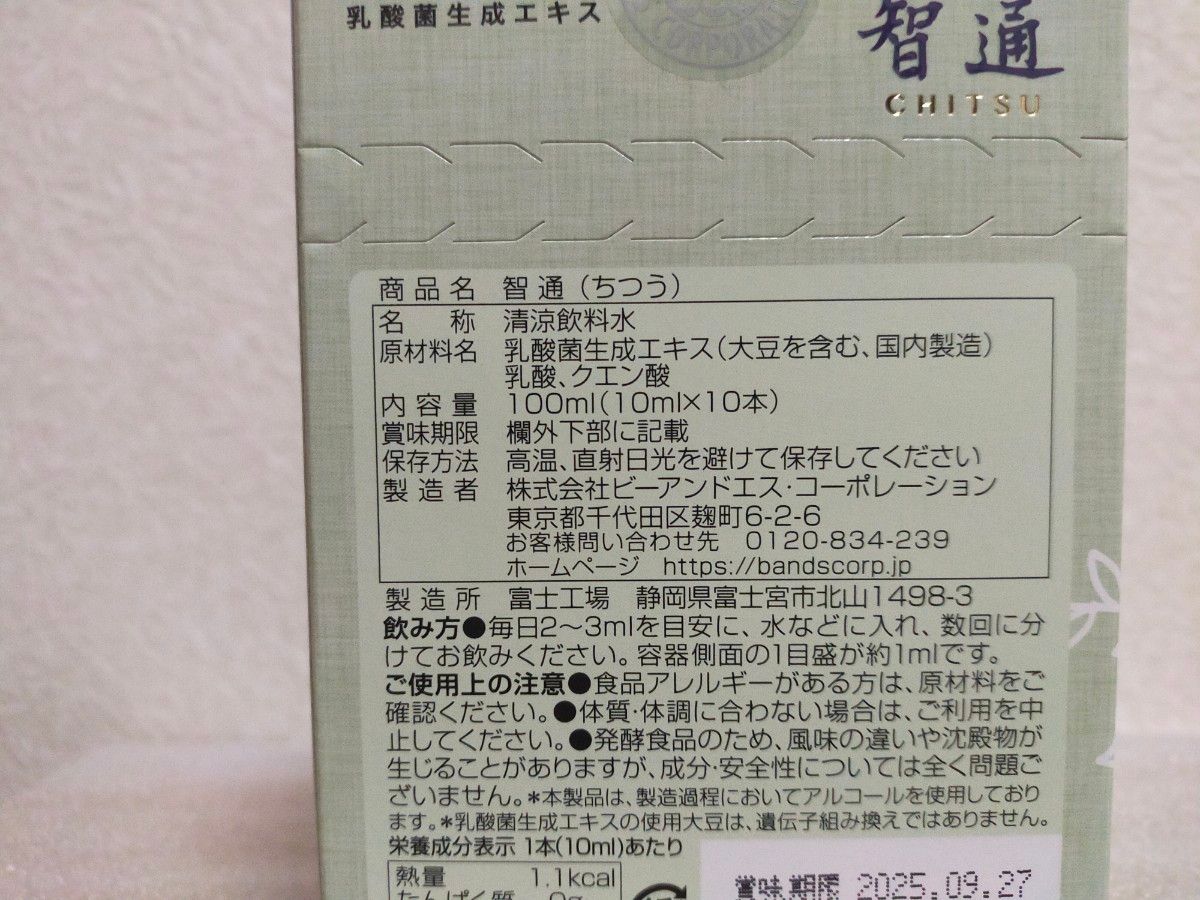 乳酸菌生成エキス
CORPORAT
智通
CHITSU
商品名 智通（ちつう）
名称 清涼飲料水
原材料名 乳酸菌生成エキス（大豆を含む、国内製造）
乳酸、クエン酸
内容量 100ml（10ml×10本）
賞味期限 欄外下部に記載
保存方法 高温、直射日光を避けて保存してください
製造者 株式会社ビーアンドエス・コーポレーション
東京都千代田区麹町6-2-6
お客様問い合わせ先 0120-834-239
ホームページ https://bandscorp.jp
製造所 富士工場 静岡県富士宮市北山1498-3
飲み方●毎日2〜3mlを目安に、水などに入れ、数回に分
けてお飲みください。容器側面の1目盛が約1mlです。
ご使用上の注意●食品アレルギーがある方は、原材料をご
確認ください。●体質・体調に合わない場合は、ご利用を中
止してください。●発酵食品のため、風味の違いや沈殿物が
生じることがありますが、成分・安全性については全く問題ご
ざいません。＊本製品は、製造過程においてアルコールを使用しており
ます。＊乳酸菌生成エキスの使用大豆は、遺伝子組み換えではありません。
栄養成分表示 1本(10ml)あたり
熱量 1.1kcal
たんぱく質 0g
賞味期限 2025.09.27